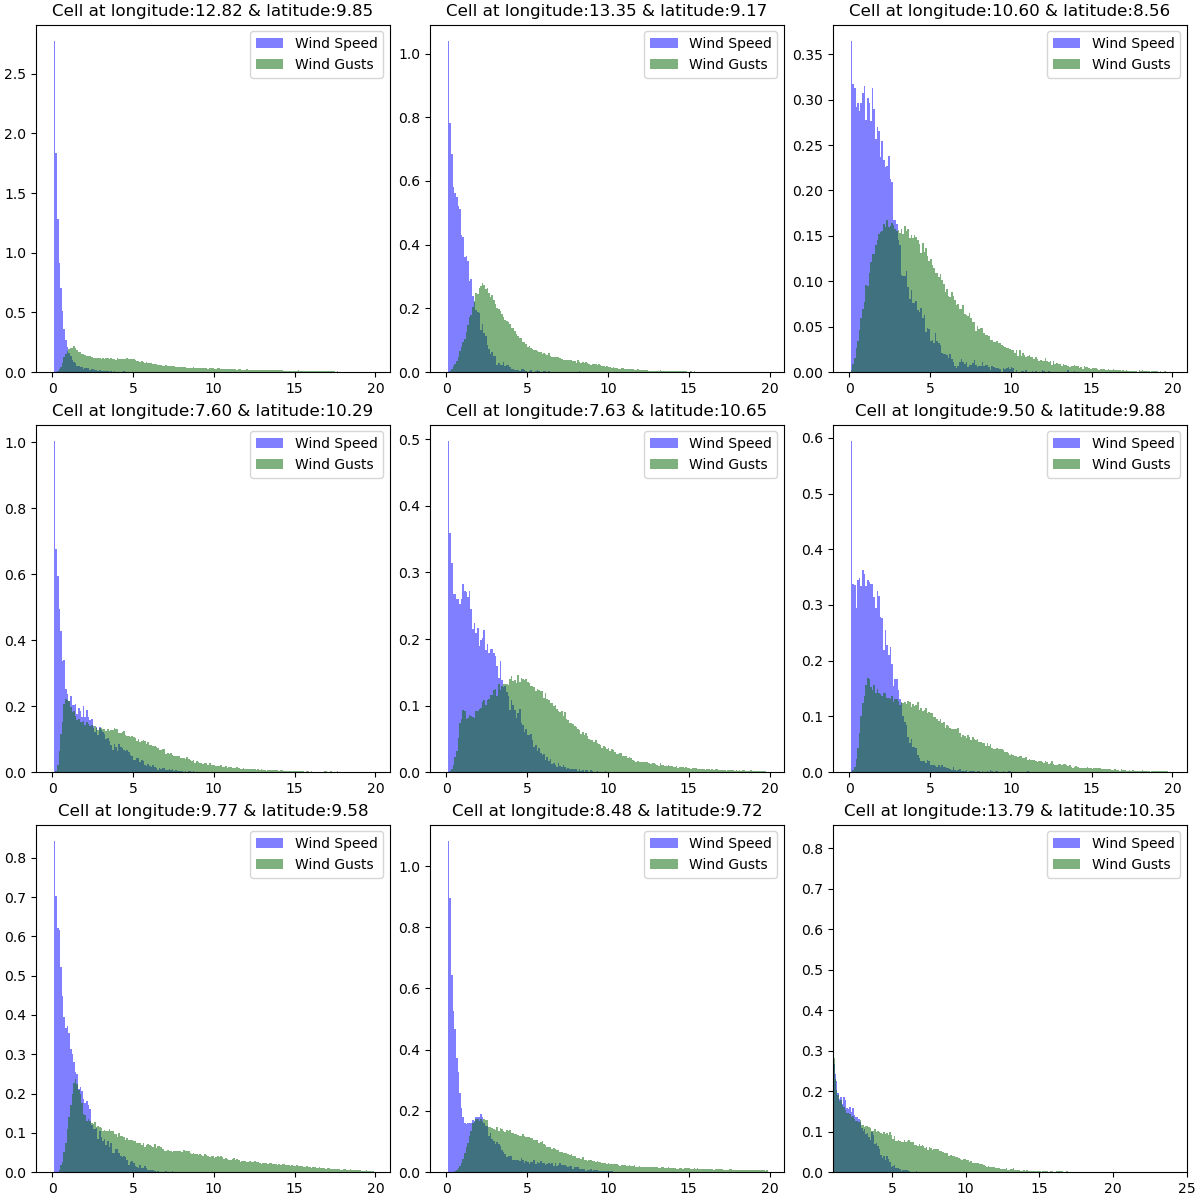 Cell at longitude:12.82 & latitude:9.85
Wind Speed
Wind Gusts
2.5
2.0
1.5
1.0
0.5
0.0
0 5 10 15 20
Cell at longitude:13.35 & latitude:9.17
Wind Speed
Wind Gusts
1.0
0.8
0.6
0.4
0.2
0.0
0 5 10 15 20
Cell at longitude:10.60 & latitude:8.56
Wind Speed
Wind Gusts
0.35
0.30
0.25
0.20
0.15
0.10
0.05
0.00
0 5 10 15 20
Cell at longitude:7.60 & latitude:10.29
Wind Speed
Wind Gusts
1.0
0.8
0.6
0.4
0.2
0.0
0 5 10 15 20
Cell at longitude:7.63 & latitude:10.65
Wind Speed
Wind Gusts
0.5
0.4
0.3
0.2
0.1
0.0
0 5 10 15 20
Cell at longitude:9.50 & latitude:9.88
Wind Speed
Wind Gusts
0.6
0.5
0.4
0.3
0.2
0.1
0.0
0 5 10 15 20
Cell at longitude:9.77 & latitude:9.58
Wind Speed
Wind Gusts
0.8
0.7
0.6
0.5
0.4
0.3
0.2
0.1
0.0
0 5 10 15 20
Cell at longitude:8.48 & latitude:9.72
Wind Speed
Wind Gusts
1.0
0.8
0.6
0.4
0.2
0.0
0 5 10 15 20
Cell at longitude:13.79 & latitude:10.35
Wind Speed
Wind Gusts
0.8
0.7
0.6
0.5
0.4
0.3
0.2
0.1
0.0
5 10 15 20 25